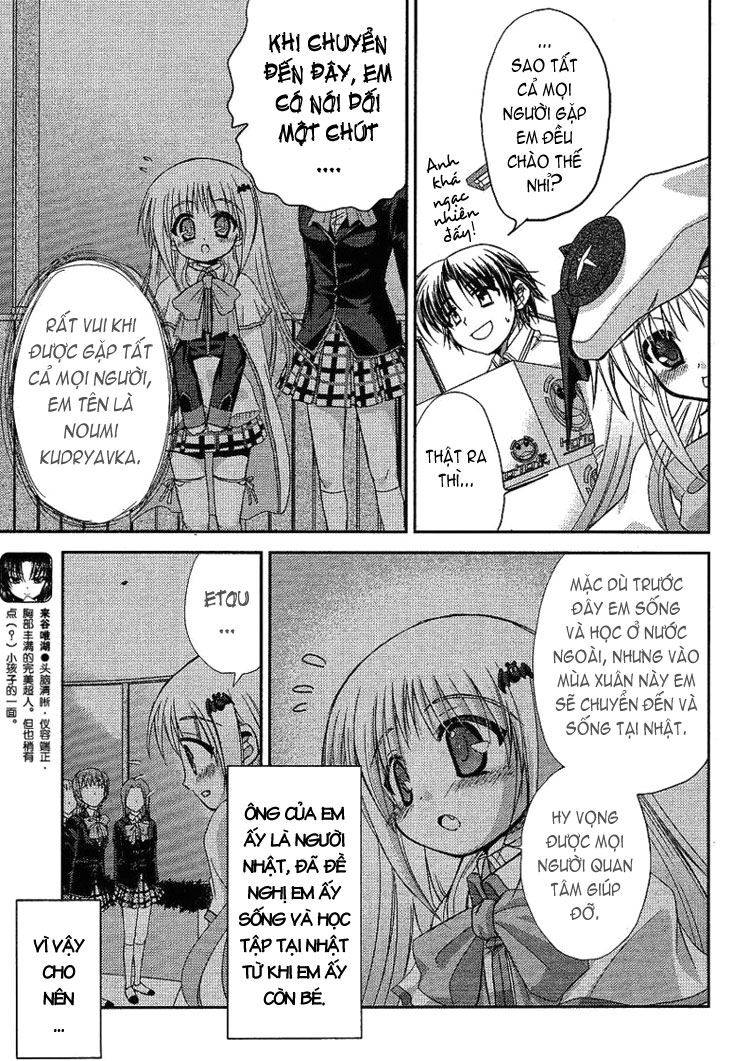 ...
SAO TẤT
CẢ MỌI
NGƯỜI GẶP
EM ĐỀU
CHÀO THẾ
NHỈ?
Anh
khá
ngạc
nhiên
đấy!
THẬT RA
THÌ...
KHI CHUYỂN
ĐẾN ĐÂY, EM
CÓ NÓI DỐI
MỘT CHÚT
....
RẤT VUI KHI
ĐƯỢC GẶP TẤT
CẢ MỌI NGƯỜI,
EM TÊN LÀ
NOUMI
KUDRYAVKA.
MẶC DÙ TRƯỚC
ĐÂY EM SỐNG
VÀ HỌC Ở NƯỚC
NGOÀI, NHƯNG VÀO
MÙA XUÂN NÀY EM
SẼ CHUYỂN ĐẾN VÀ
SỐNG TẠI NHẬT.
HY VỌNG
ĐƯỢC MỌI
NGƯỜI QUAN
TÂM GIÚP
ĐỠ.
ETOU
...
ÔNG CỦA EM
ẤY LÀ NGƯỜI
NHẬT, ĐÃ ĐỀ
NGHỊ EM ẤY
SỐNG VÀ HỌC
TẬP TẠI NHẬT
TỪ KHI EM ẤY
CÒN BÉ.
VÌ VẬY
CHO
NÊN
...
来谷唯湖●头脑清晰·仪容端正·
胸部丰满的完美超人。但也稍有
点（？）小孩子的一面。